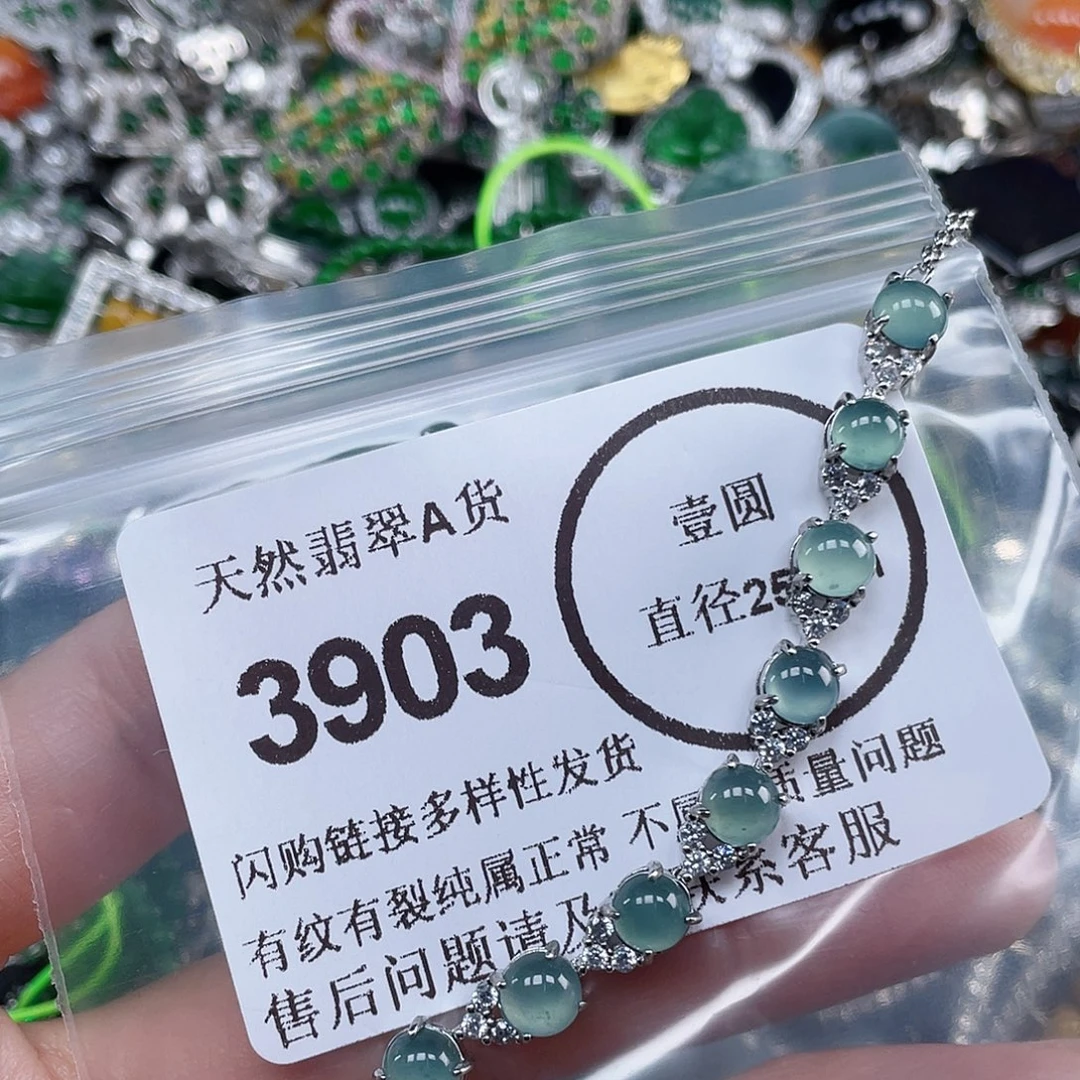 天然翡翠A货
3903
壹圆
直径25
闪购链接多样性发货
有纹有裂纯属正常 不属质量问题
售后问题请及 联系客服